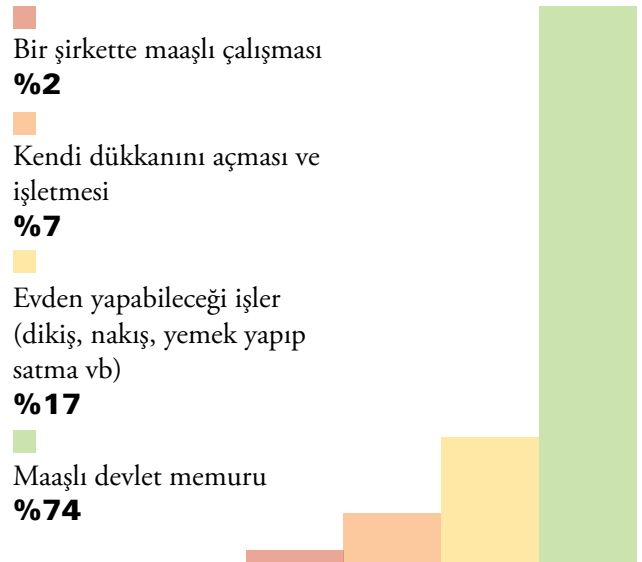 Bir şirkette maaşlı çalışması
%2
Kendi dükkanını açması ve
işletmesi
%7
Evden yapabileceği işler
(dikiş, nakış, yemek yapıp
satma vb)
%17
Maaşlı devlet memuru
%74